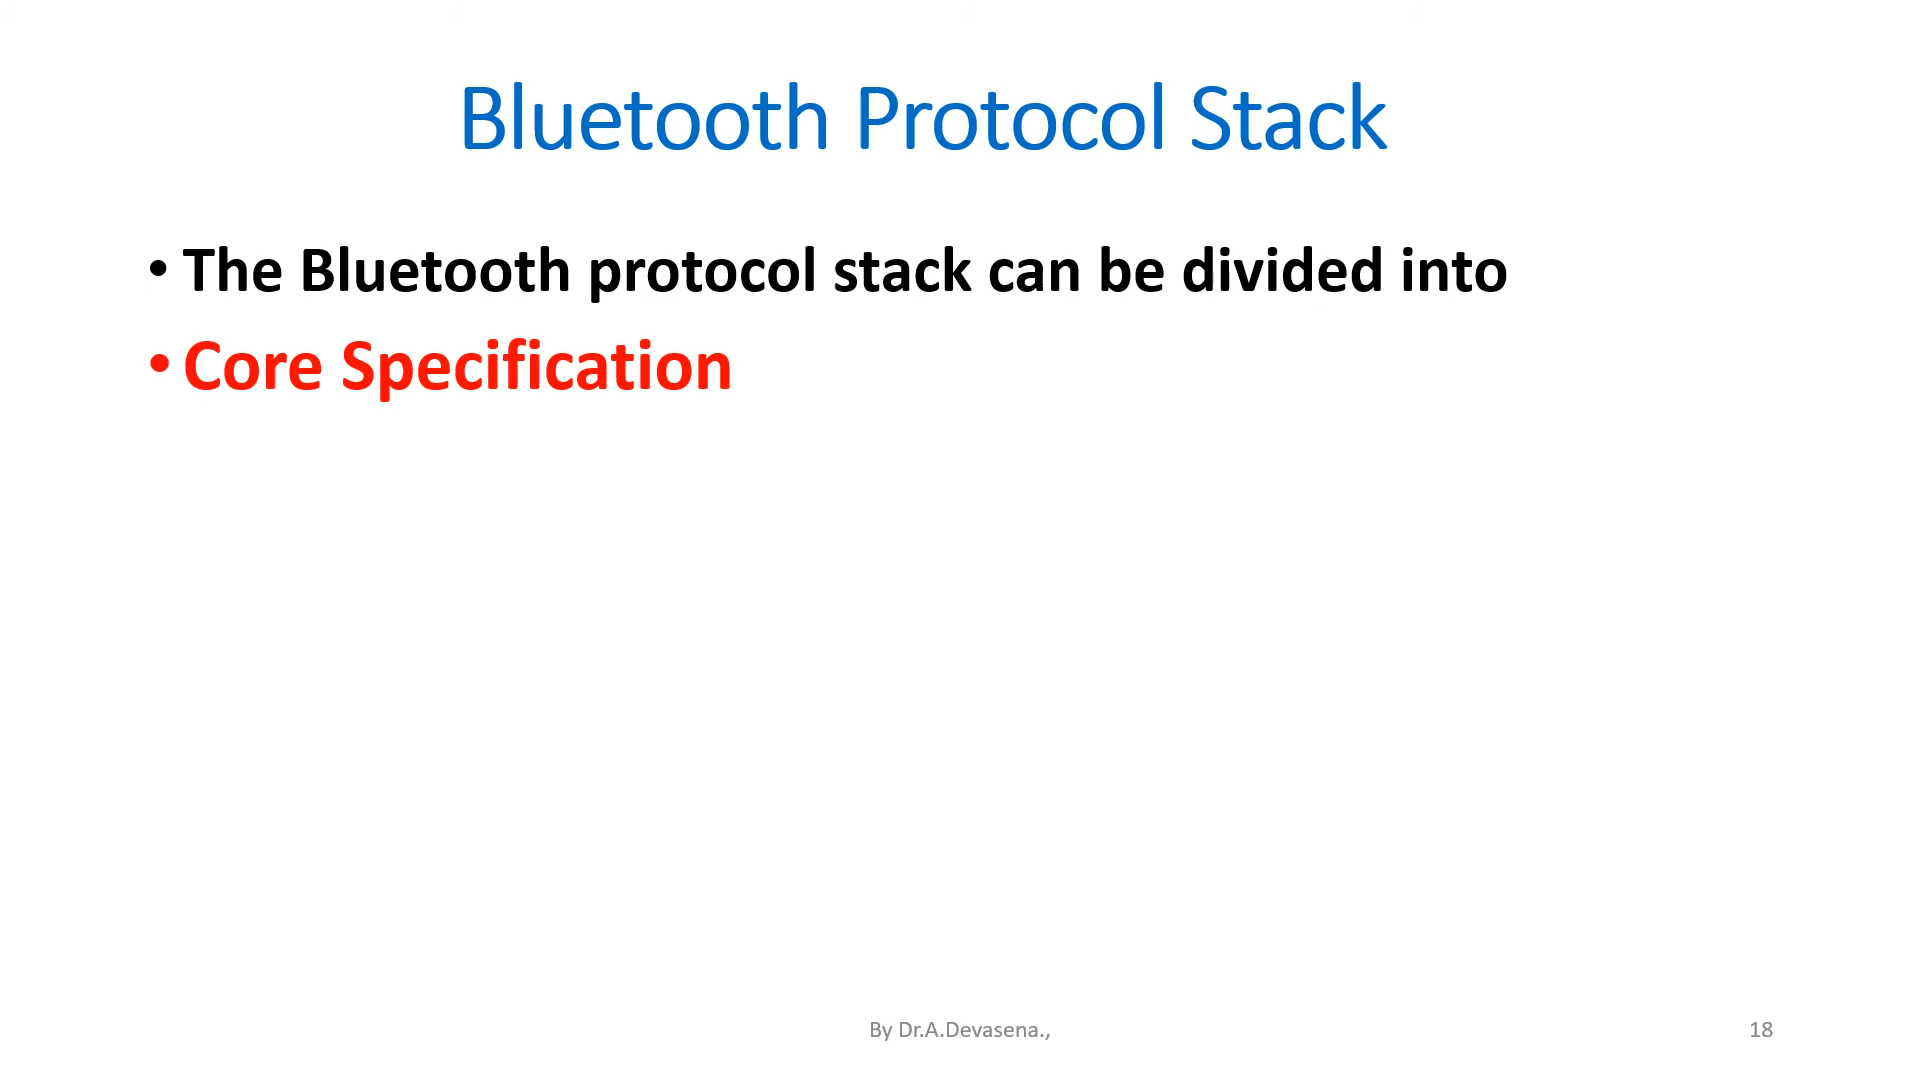 Bluetooth Protocol Stack
• The Bluetooth protocol stack can be divided into
• Core Specification
By Dr.A.Devasena.,
18